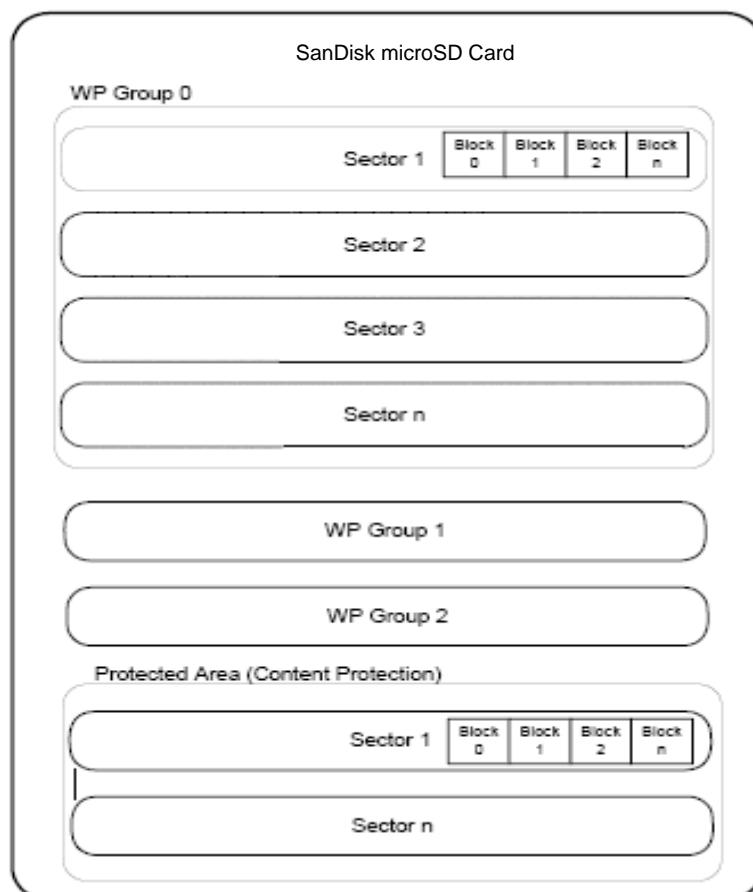 SanDisk microSD Card
WP Group 0
Sector 1
Block 0
Block 1
Block 2
Block n
Sector 2
Sector 3
Sector n
WP Group 1
WP Group 2
Protected Area (Content Protection)
Sector 1
Block 0
Block 1
Block 2
Block n
Sector n